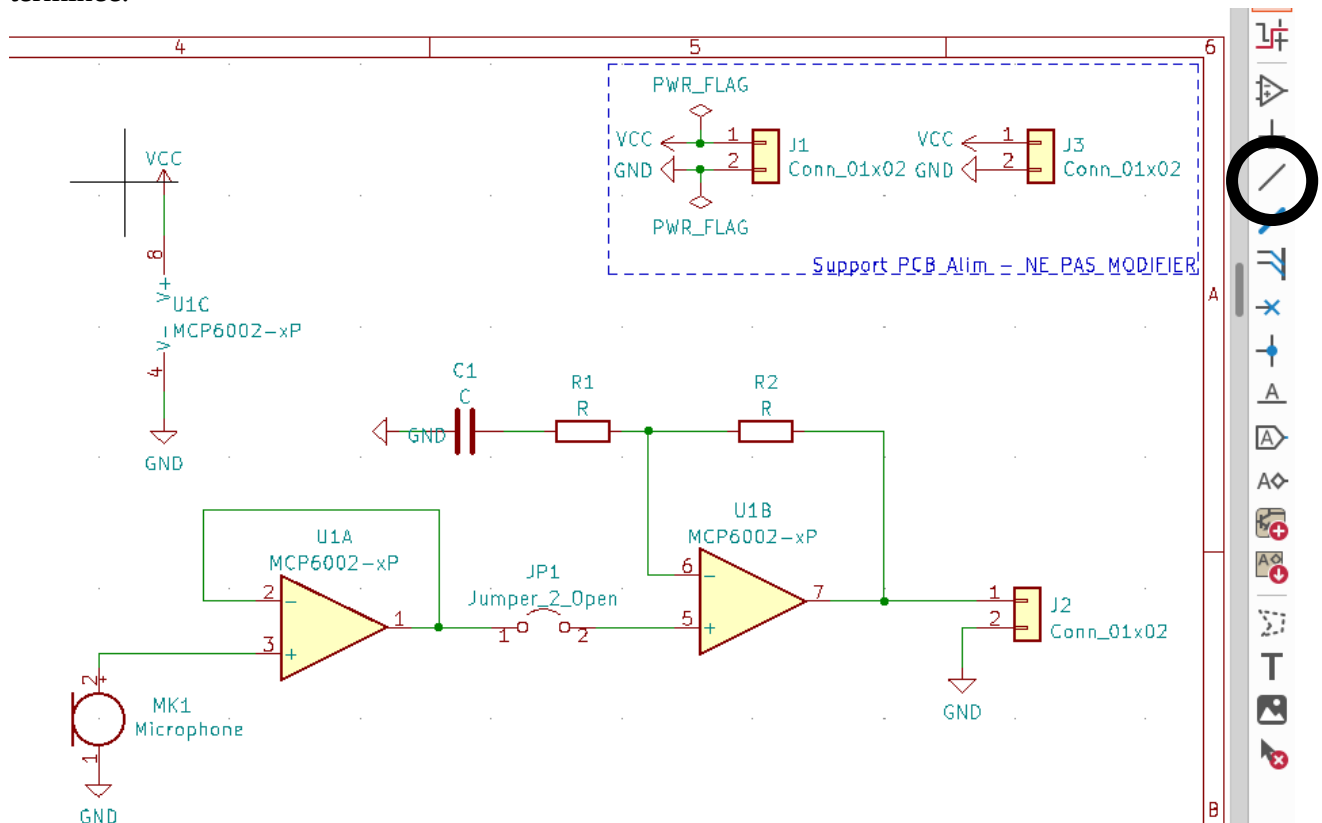 4 5 6
PWR_FLAG
VCC 1 J1
GND 2 Conn_01x02
PWR_FLAG
VCC 1 J3
GND 2 Conn_01x02
Support PCB Alim – NE PAS MODIFIER
VCC
8
V+
U1C
MCP6002-xP
V-
4
GND
A
C1
C
GND
R1
R
R2
R
U1A
MCP6002-xP
2 -
3 +
1
JP1
Jumper_2_Open
1 2
U1B
MCP6002-xP
6 -
5 +
7
1 J2
2 Conn_01x02
GND
2 +
MK1
Microphone
1
GND
B
A
A
A
A
T